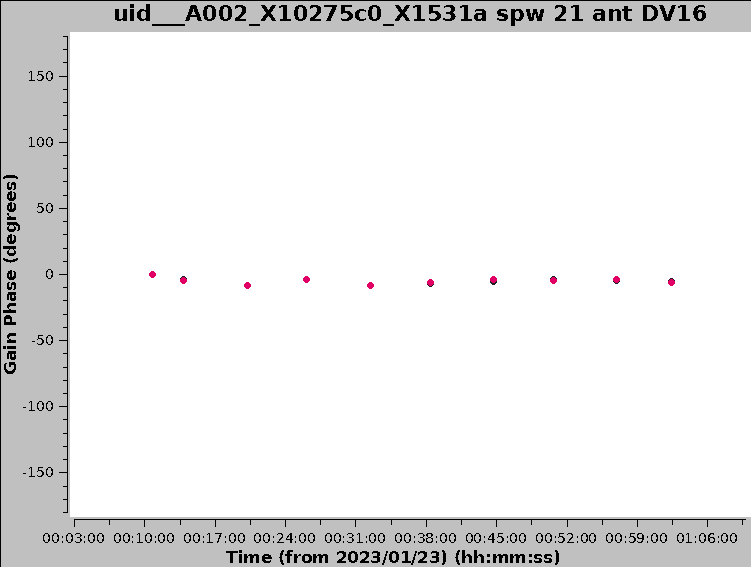 uid___A002_X10275c0_X1531a spw 21 ant DV16
150
100
50
0
-50
-100
-150
Gain Phase (degrees)
00:03:00 00:10:00 00:17:00 00:24:00 00:31:00 00:38:00 00:45:00 00:52:00 00:59:00 01:06:00
Time (from 2023/01/23) (hh:mm:ss)